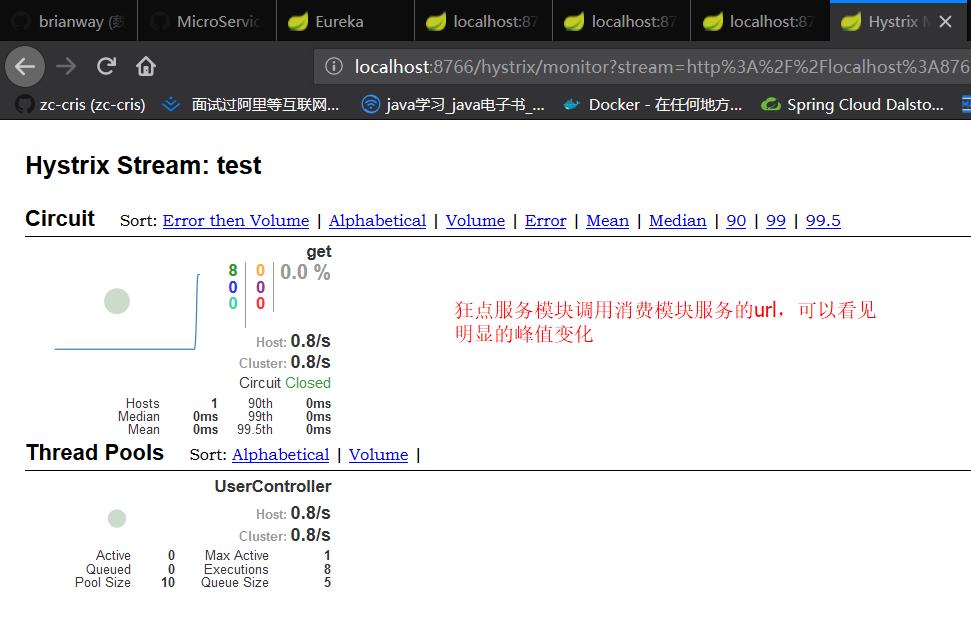 brianway (
MicroServic
Eureka
localhost:87
localhost:87
localhost:87
Hystrix M
localhost:8766/hystrix/monitor?stream=http%3A%2F%2Flocalhost%3A876
zc-cris (zc-cris)
面试过阿里等互联网...
java学习_java电子书_...
Docker - 在任何地方...
Spring Cloud Dalsto...
Hystrix Stream: test
Circuit Sort: Error then Volume | Alphabetical | Volume | Error | Mean | Median | 90 | 99 | 99.5
get
8 0 0.0 %
0 0
0 0
狂点服务模块调用消费模块服务的url，可以看见
明显的峰值变化
Host: 0.8/s
Cluster: 0.8/s
Circuit Closed
Hosts 1 90th 0ms
Median 0ms 99th 0ms
Mean 0ms 99.5th 0ms
Thread Pools Sort: Alphabetical | Volume |
UserController
Host: 0.8/s
Cluster: 0.8/s
Active 0 Max Active 1
Queued 0 Executions 8
Pool Size 10 Queue Size 5